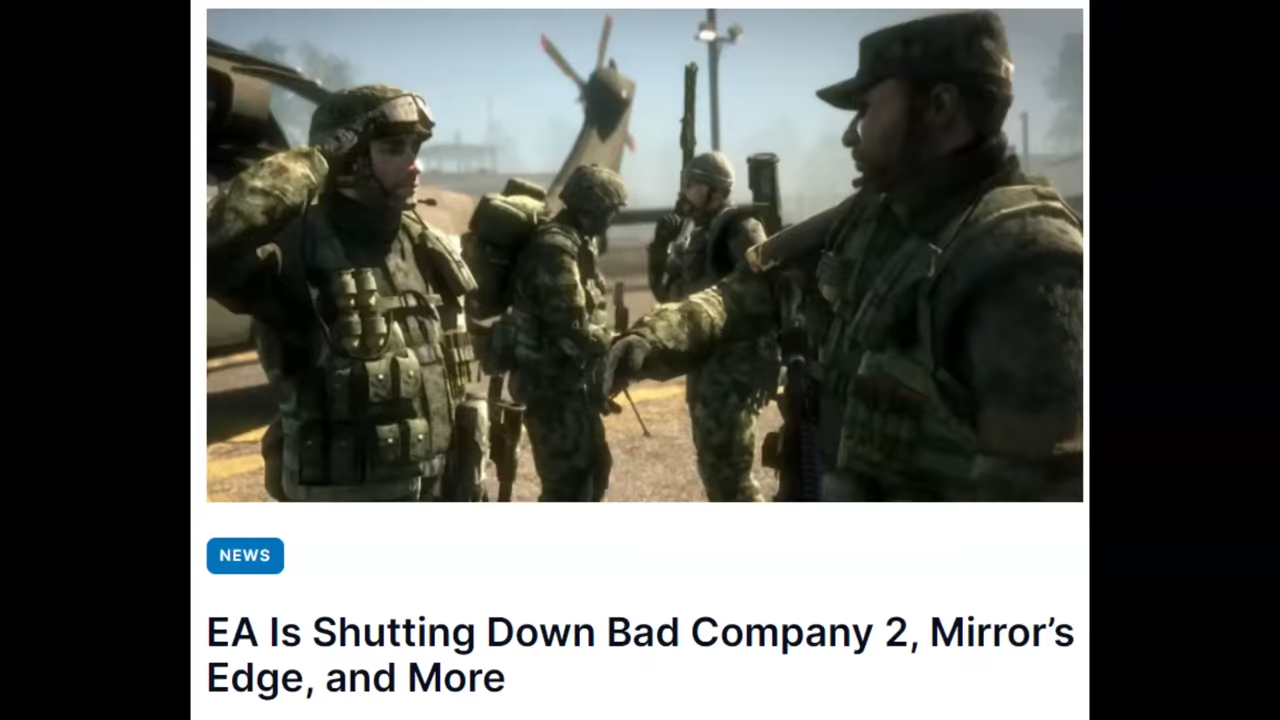 NEWS
EA Is Shutting Down Bad Company 2, Mirror’s
Edge, and More